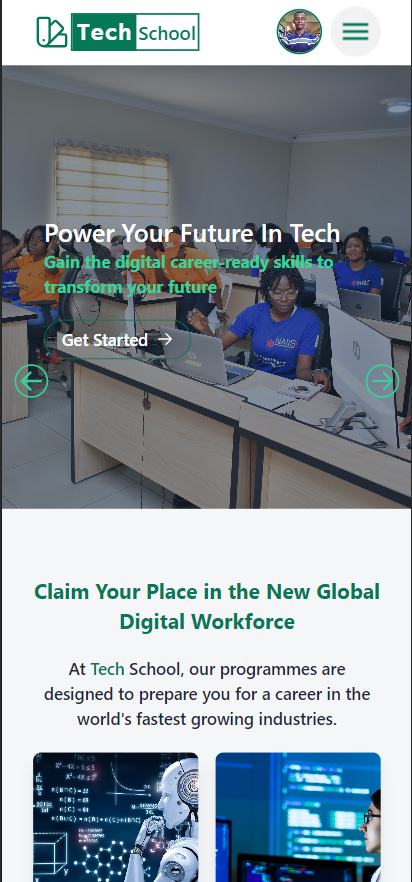 Tech School
Power Your Future In Tech
Gain the digital career-ready skills to
transform your future
Get Started
Claim Your Place in the New Global
Digital Workforce
At Tech School, our programmes are
designed to prepare you for a career in the
world's fastest growing industries.